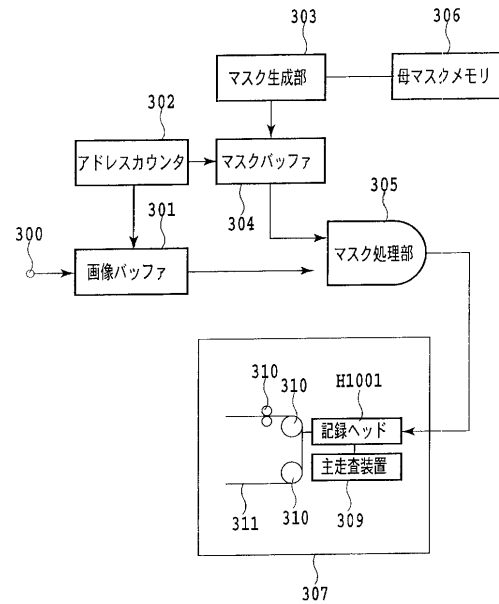 303
306
マスク生成部
母マスクメモリ
302
アドレスカウンタ
マスクバッファ
305
301
304
300
画像バッファ
マスク処理部
310
310
H1001
記録ヘッド
主走査装置
311
310
309
307